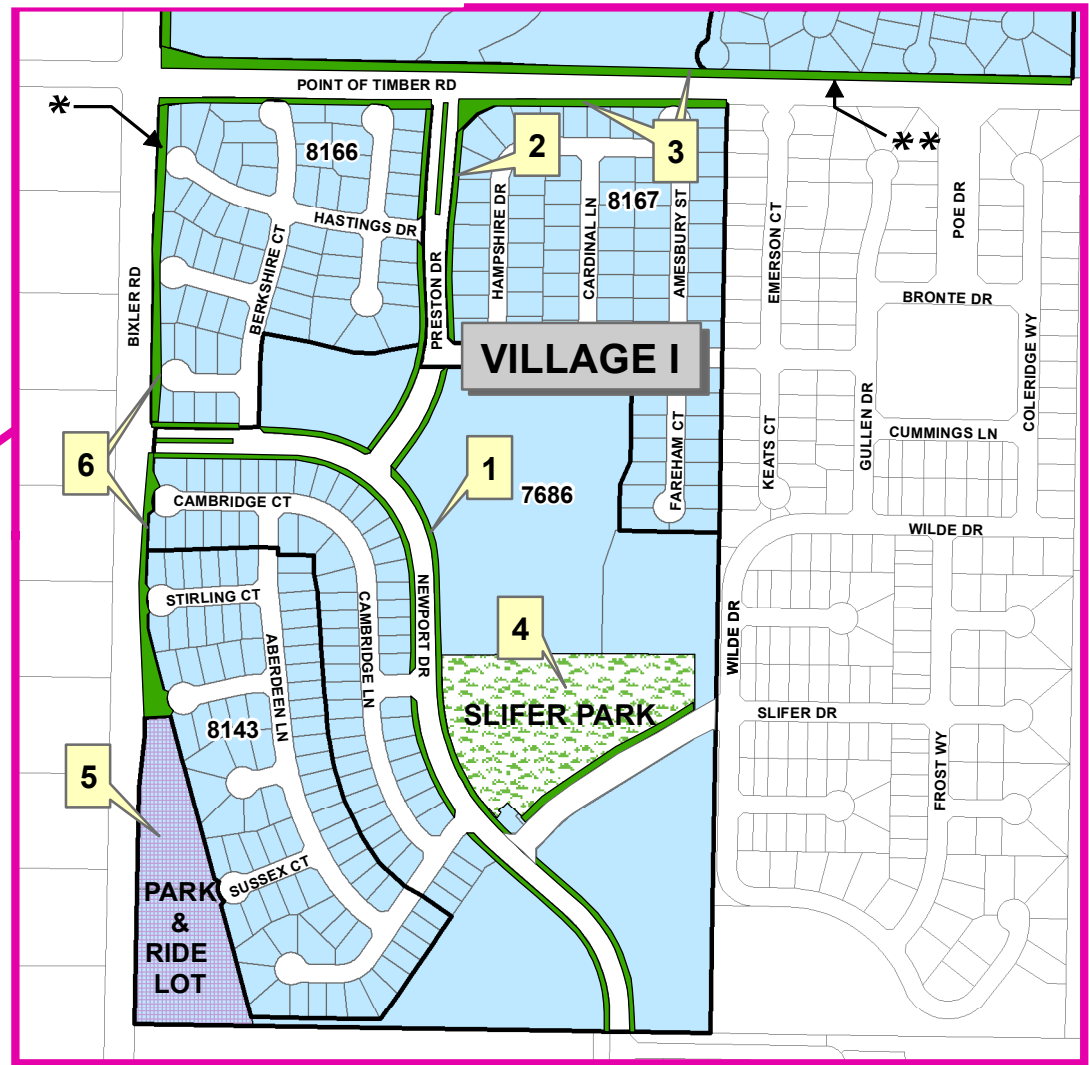 POINT OF TIMBER RD
*
**
8166
2
3
8167
HASTINGS DR
BERKSHIRE CT
BIXLER RD
PRESTON DR
HAMPSHIRE DR
CARDINAL LN
AMESBURY ST
EMERSON CT
POE DR
BRONTE DR
COLERIDGE WY
VILLAGE I
GULLEN DR
CUMMINGS LN
KEATS CT
FAREHAM CT
6
1
7686
CAMBRIDGE CT
WILDE DR
STIRLING CT
ABERDEEN LN
CAMBRIDGE LN
NEWPORT DR
4
WILDE DR
SLIFER PARK
SLIFER DR
8143
5
FROST WY
SUSSEX CT
PARK
&
RIDE
LOT